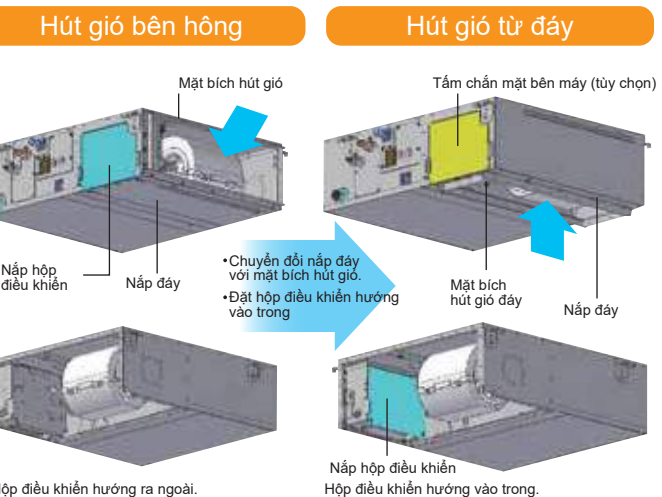 Hút gió bên hông
Hút gió từ đáy
Mặt bích hút gió
Tấm chắn mặt bên máy (tùy chọn)
Nắp hộp
điều khiển
Nắp đáy
•Chuyển đổi nắp đáy
với mặt bích hút gió.
•Đặt hộp điều khiển hướng
vào trong
Mặt bích
hút gió đáy
Nắp đáy
Nắp hộp điều khiển
điều khiển hướng ra ngoài.
Hộp điều khiển hướng vào trong.